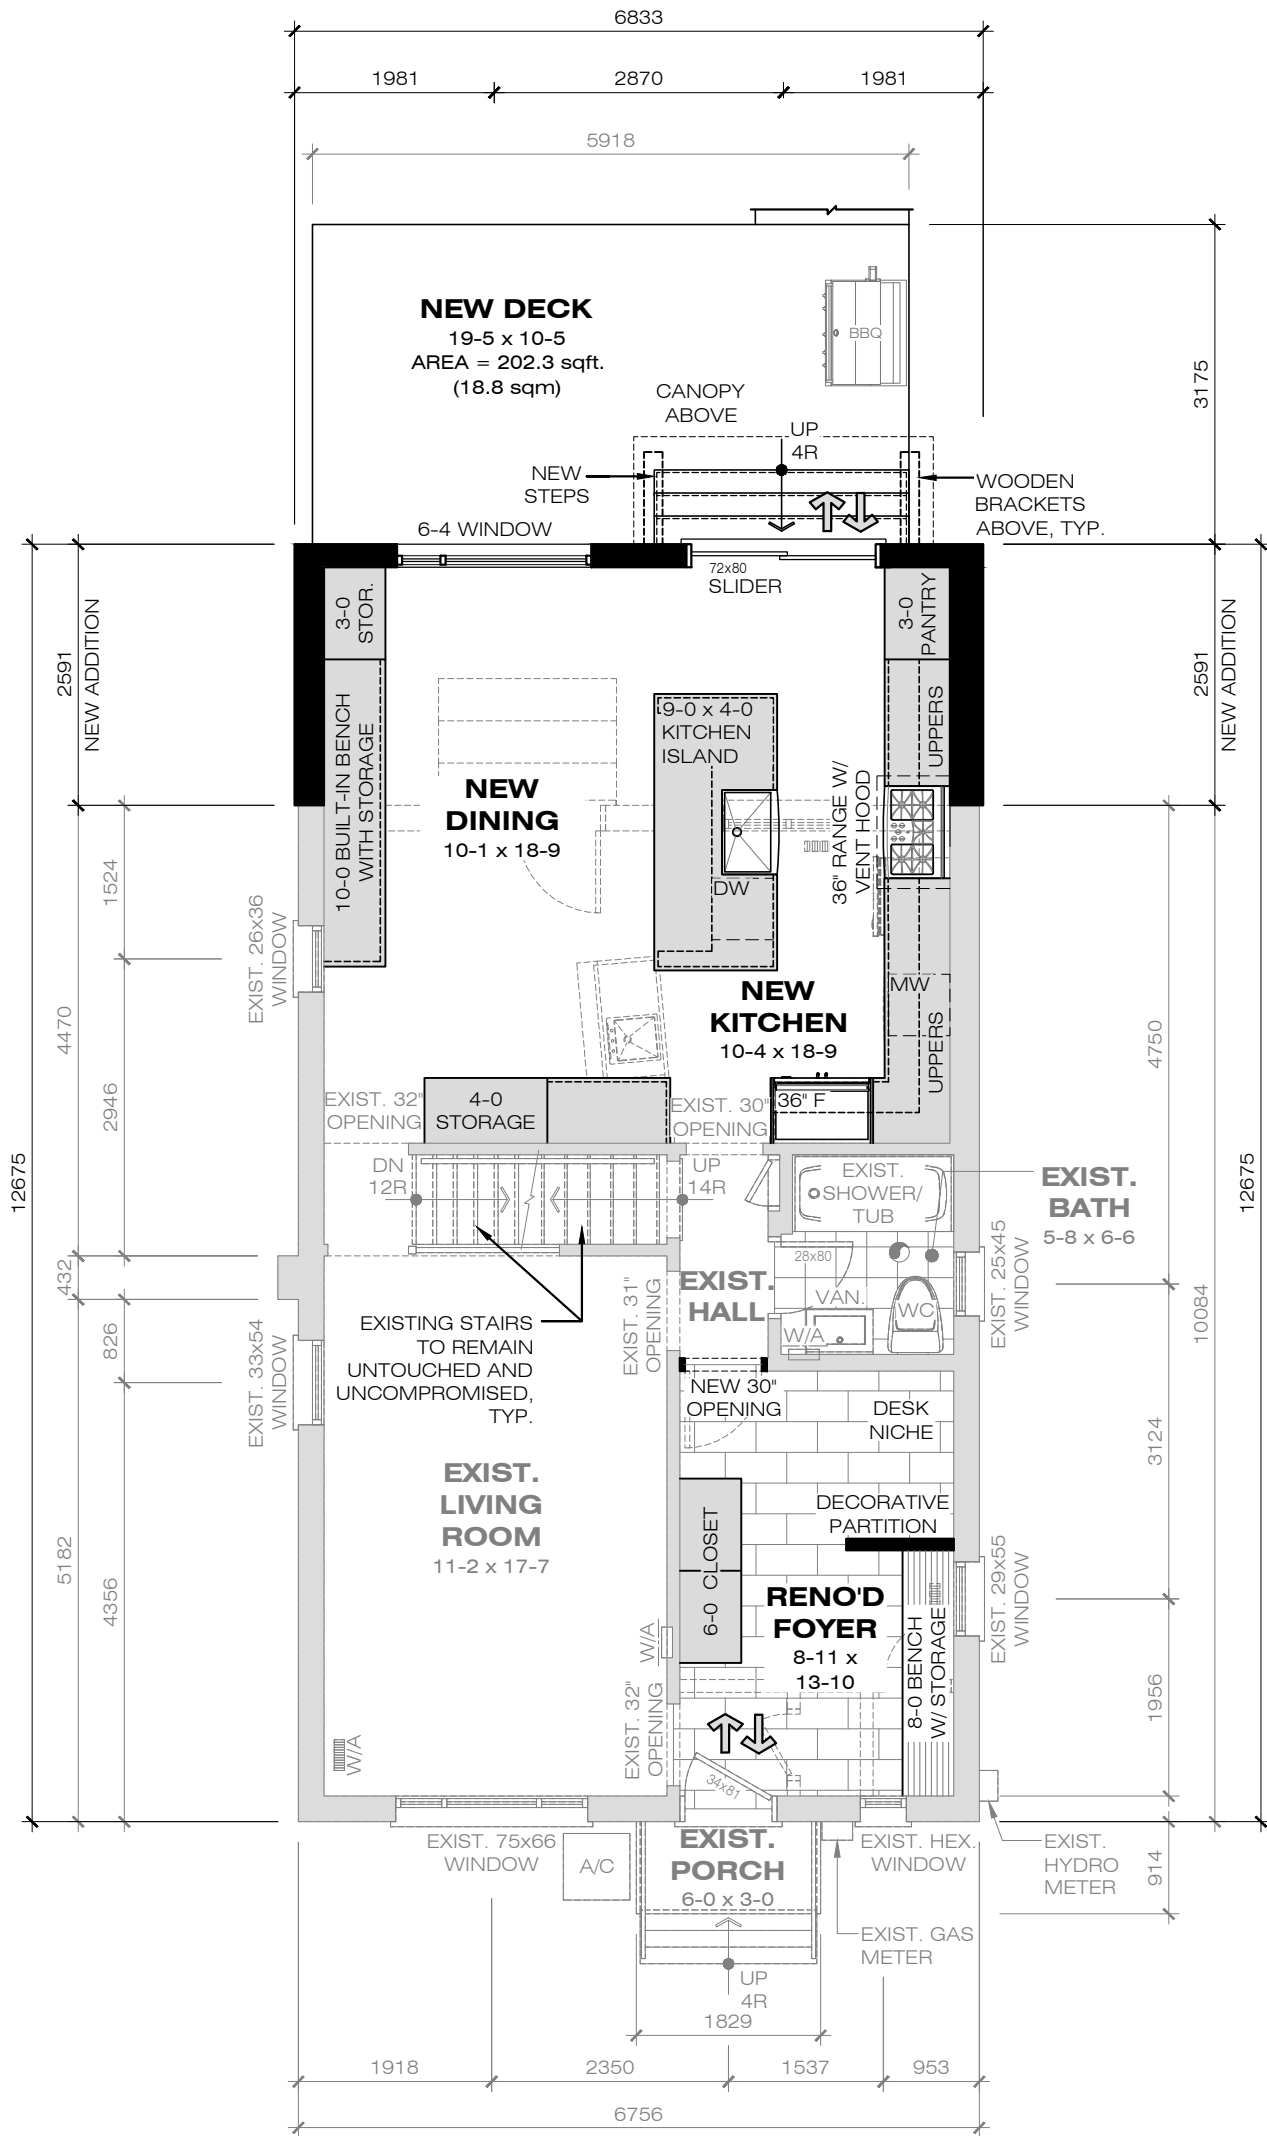 6833
1981
2870
1981
5918
NEW DECK
19-5 x 10-5
AREA = 202.3 sqft.
(18.8 sqm)
BBQ
3175
CANOPY
ABOVE
UP
4R
NEW
STEPS
WOODEN
BRACKETS
ABOVE, TYP.
6-4 WINDOW
72x80
SLIDER
3-0
STOR.
3-0
PANTRY
2591
NEW ADDITION
2591
NEW ADDITION
10-0 BUILT-IN BENCH
WITH STORAGE
9-0 x 4-0
KITCHEN
ISLAND
UPPERS
NEW
DINING
10-1 x 18-9
36" RANGE W/
VENT HOOD
DW
1524
EXIST. 26x36
WINDOW
MW
NEW
KITCHEN
10-4 x 18-9
UPPERS
4470
2946
4750
EXIST. 32"
OPENING
4-0
STORAGE
EXIST. 30"
OPENING
36" F
12675
12675
DN
12R
UP
14R
EXIST.
SHOWER/
TUB
EXIST.
BATH
5-8 x 6-6
28x80
EXIST. 25x45
WINDOW
432
EXIST.
HALL
VAN.
WC
W/A
10084
EXIST. 31"
OPENING
826
EXIST. 33x54
WINDOW
EXISTING STAIRS
TO REMAIN
UNTOUCHED AND
UNCOMPROMISED,
TYP.
NEW 30"
OPENING
DESK
NICHE
3124
EXIST.
LIVING
ROOM
11-2 x 17-7
DECORATIVE
PARTITION
6-0 CLOSET
5182
4356
RENO'D
FOYER
8-11 x
13-10
EXIST. 29x55
WINDOW
8-0 BENCH
W/ STORAGE
W/A
EXIST. 32"
OPENING
1956
W/A
34x81
EXIST. 75x66
WINDOW
A/C
EXIST.
PORCH
6-0 x 3-0
EXIST. HEX.
WINDOW
EXIST.
HYDRO
METER
914
EXIST. GAS
METER
UP
4R
1829
1918
2350
1537
953
6756